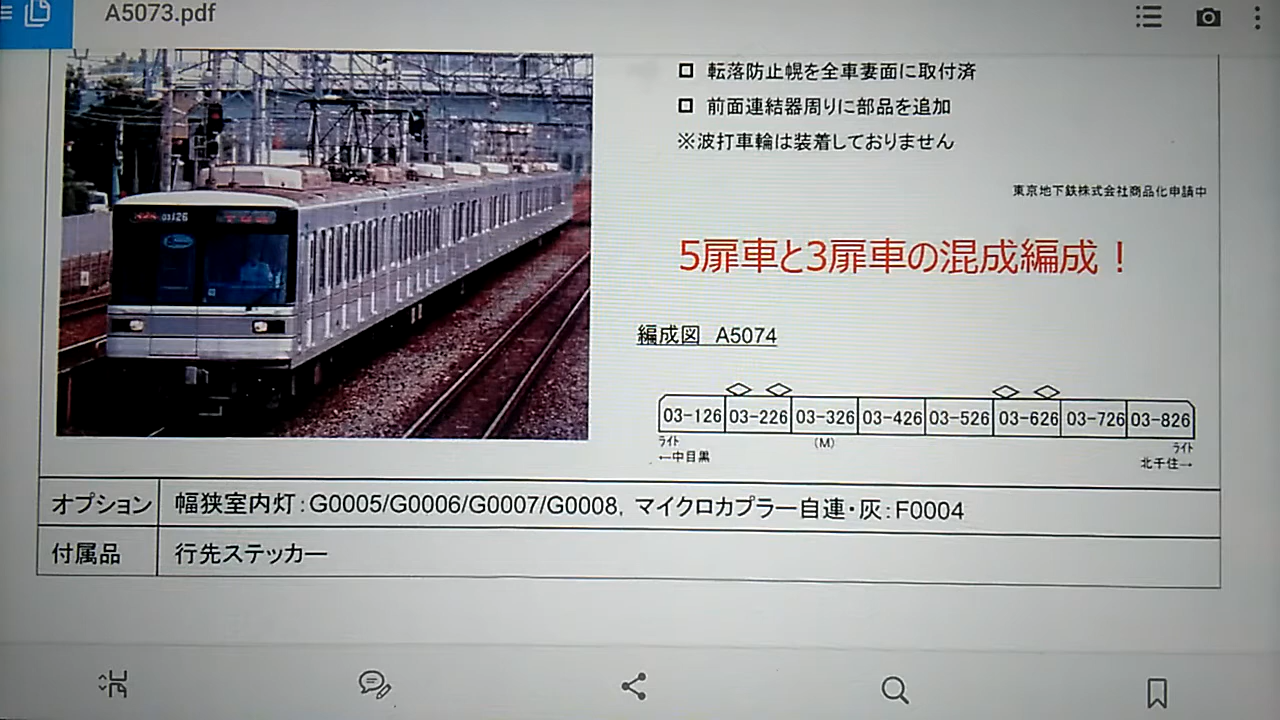 A5073.pdf
転落防止幌を全車妻面に取付済
前面連結器周りに部品を追加
※波打車輪は装着しておりません
東京地下鉄株式会社商品化申請中
5扉車と3扉車の混成編成！
編成図 A5074
03-126 03-226 03-326 03-426 03-526 03-626 03-726 03-826
ライト (M) ライト
←中目黒 北千住→
オプション 幅狭室内灯：G0005/G0006/G0007/G0008，マイクロカプラー自連・灰：F0004
付属品 行先ステッカー